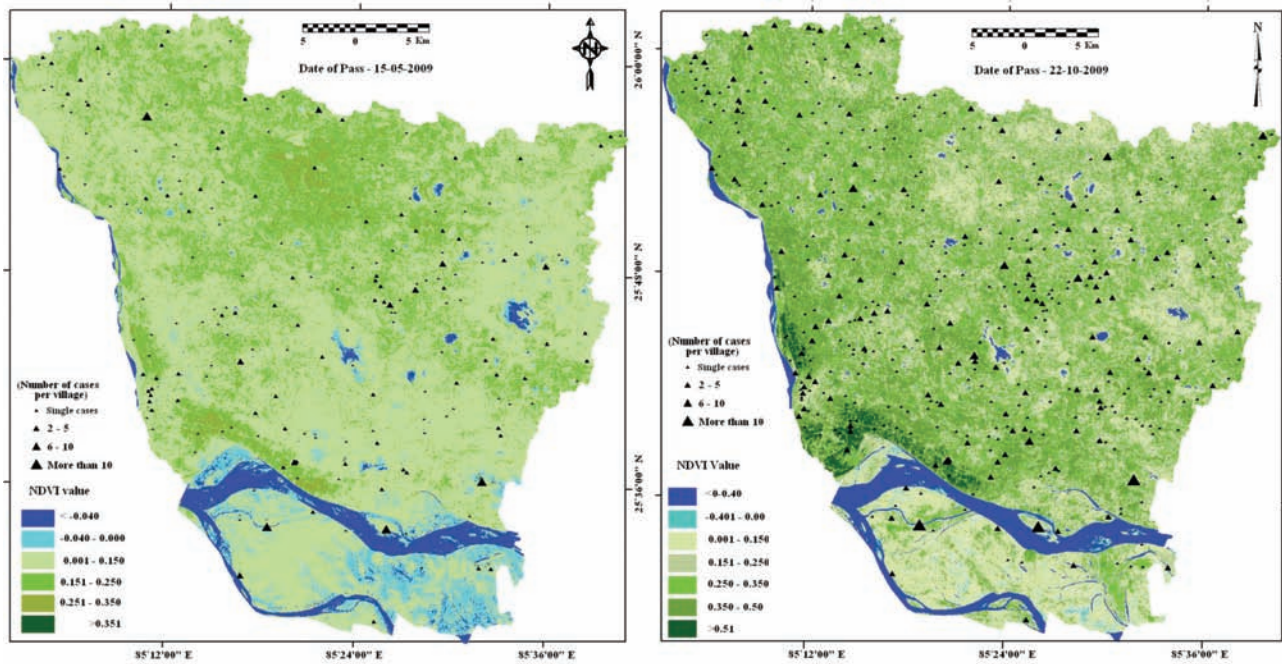 5 0 5 Km
N
Date of Pass - 15-05-2009
26°00'00" N
25°48'00" N
25°36'00" N
(Number of cases
per village)
Single cases
2 - 5
6 - 10
More than 10
NDVI value
< -.040
-.040 - 0.000
0.001 - 0.150
0.151 - 0.250
0.251 - 0.350
>0.351
85°12'00" E
85°24'00" E
85°36'00" E
5 0 5 Km
N
Date of Pass - 22-10-2009
(Number of cases
per village)
Single cases
2 - 5
6 - 10
More than 10
NDVI Value
<0-0.40
-0.401 - 0.00
0.001 - 0.150
0.151 - 0.250
0.250 - 0.350
0.350 - 0.50
>0.51
85°12'00" E
85°24'00" E
85°36'00" E